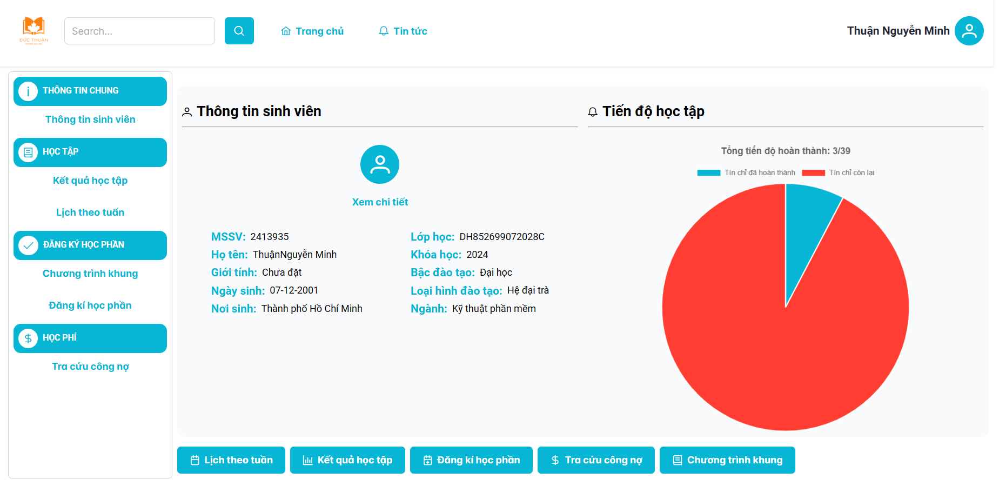 ĐỨC THUẬN
Search...
Trang chủ
Tin tức
Thuận Nguyễn Minh
THÔNG TIN CHUNG
Thông tin sinh viên
HỌC TẬP
Kết quả học tập
Lịch theo tuần
ĐĂNG KÝ HỌC PHẦN
Chương trình khung
Đăng kí học phần
HỌC PHÍ
Tra cứu công nợ
Thông tin sinh viên
Xem chi tiết
MSSV: 2413935
Họ tên: ThuậnNguyễn Minh
Giới tính: Chưa đặt
Ngày sinh: 07-12-2001
Nơi sinh: Thành phố Hồ Chí Minh
Lớp học: DH852699072028C
Khóa học: 2024
Bậc đào tạo: Đại học
Loại hình đào tạo: Hệ đại trà
Ngành: Kỹ thuật phần mềm
Tiến độ học tập
Tổng tiến độ hoàn thành: 3/39
Tín chỉ đã hoàn thành
Tín chỉ còn lại
Lịch theo tuần
Kết quả học tập
Đăng kí học phần
Tra cứu công nợ
Chương trình khung